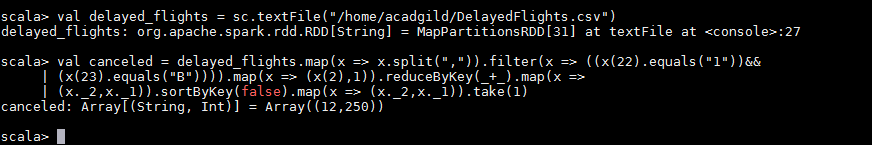 scala> val delayed_flights = sc.textFile("/home/acadgild/DelayedFlights.csv")
delayed_flights: org.apache.spark.rdd.RDD[String] = MapPartitionsRDD[31] at textFile at <console>:27
scala> val canceled = delayed_flights.map(x => x.split(",")).filter(x => ((x(22).equals("1"))&&
| (x(23).equals("B")))).map(x => (x(2),1)).reduceByKey(_+_).map(x =>
| (x._2,x._1)).sortByKey(false).map(x => (x._2,x._1)).take(1)
canceled: Array[(String, Int)] = Array((12,250))
scala>